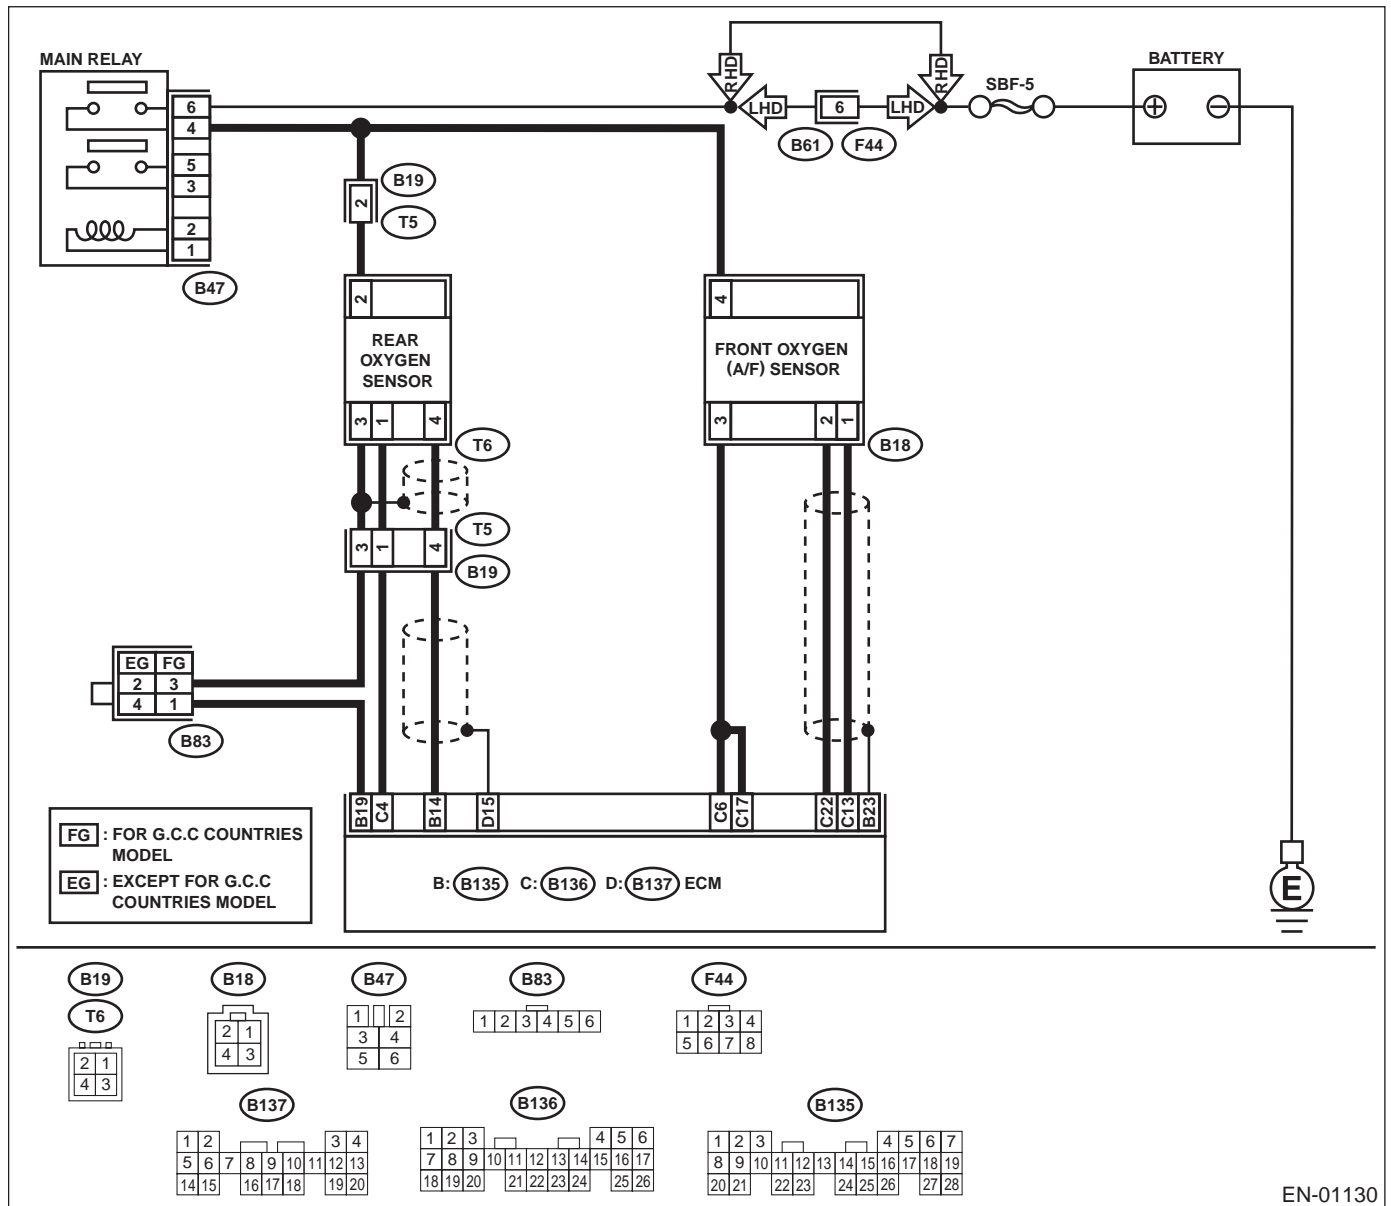 MAIN RELAY
6
4
5
3
2
1
B47
RHD
LHD
6
LHD
RHD
B61
F44
SBF-5
BATTERY
B19
2
T5
2
REAR
OXYGEN
SENSOR
3 1 4
T6
4
FRONT OXYGEN
(A/F) SENSOR
3 2 1
B18
T5
3 1 4
B19
EG FG
2 3
4 1
B83
B19 C4 B14 D15 C6 C17 C22 C13 B23
FG : FOR G.C.C COUNTRIES
MODEL
EG : EXCEPT FOR G.C.C
COUNTRIES MODEL
B: B135 C: B136 D: B137 ECM
E
B19
T6
2 1
4 3
B18
2 1
4 3
B47
1 2
3 4
5 6
B83
1 2 3 4 5 6
F44
1 2 3 4
5 6 7 8
B137
1 2 3 4
5 6 7 8 9 10 11 12 13
14 15 16 17 18 19 20
B136
1 2 3 4 5 6
7 8 9 10 11 12 13 14 15 16 17
18 19 20 21 22 23 24 25 26
B135
1 2 3 4 5 6 7
8 9 10 11 12 13 14 15 16 17 18 19
20 21 22 23 24 25 26 27 28
EN-01130